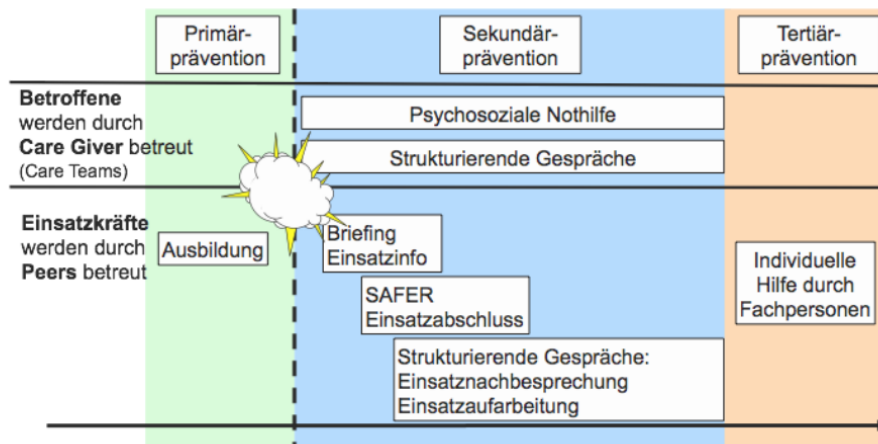 Primär-
prävention
Sekundär-
prävention
Tertiär-
prävention
Betroffene
werden durch
Care Giver betreut
(Care Teams)
Psychosoziale Nothilfe
Strukturierende Gespräche
Einsatzkräfte
werden durch
Peers betreut
Ausbildung
Briefing
Einsatzinfo
SAFER
Einsatzabschluss
Strukturierende Gespräche:
Einsatznachbesprechung
Einsatzaufarbeitung
Individuelle
Hilfe durch
Fachpersonen